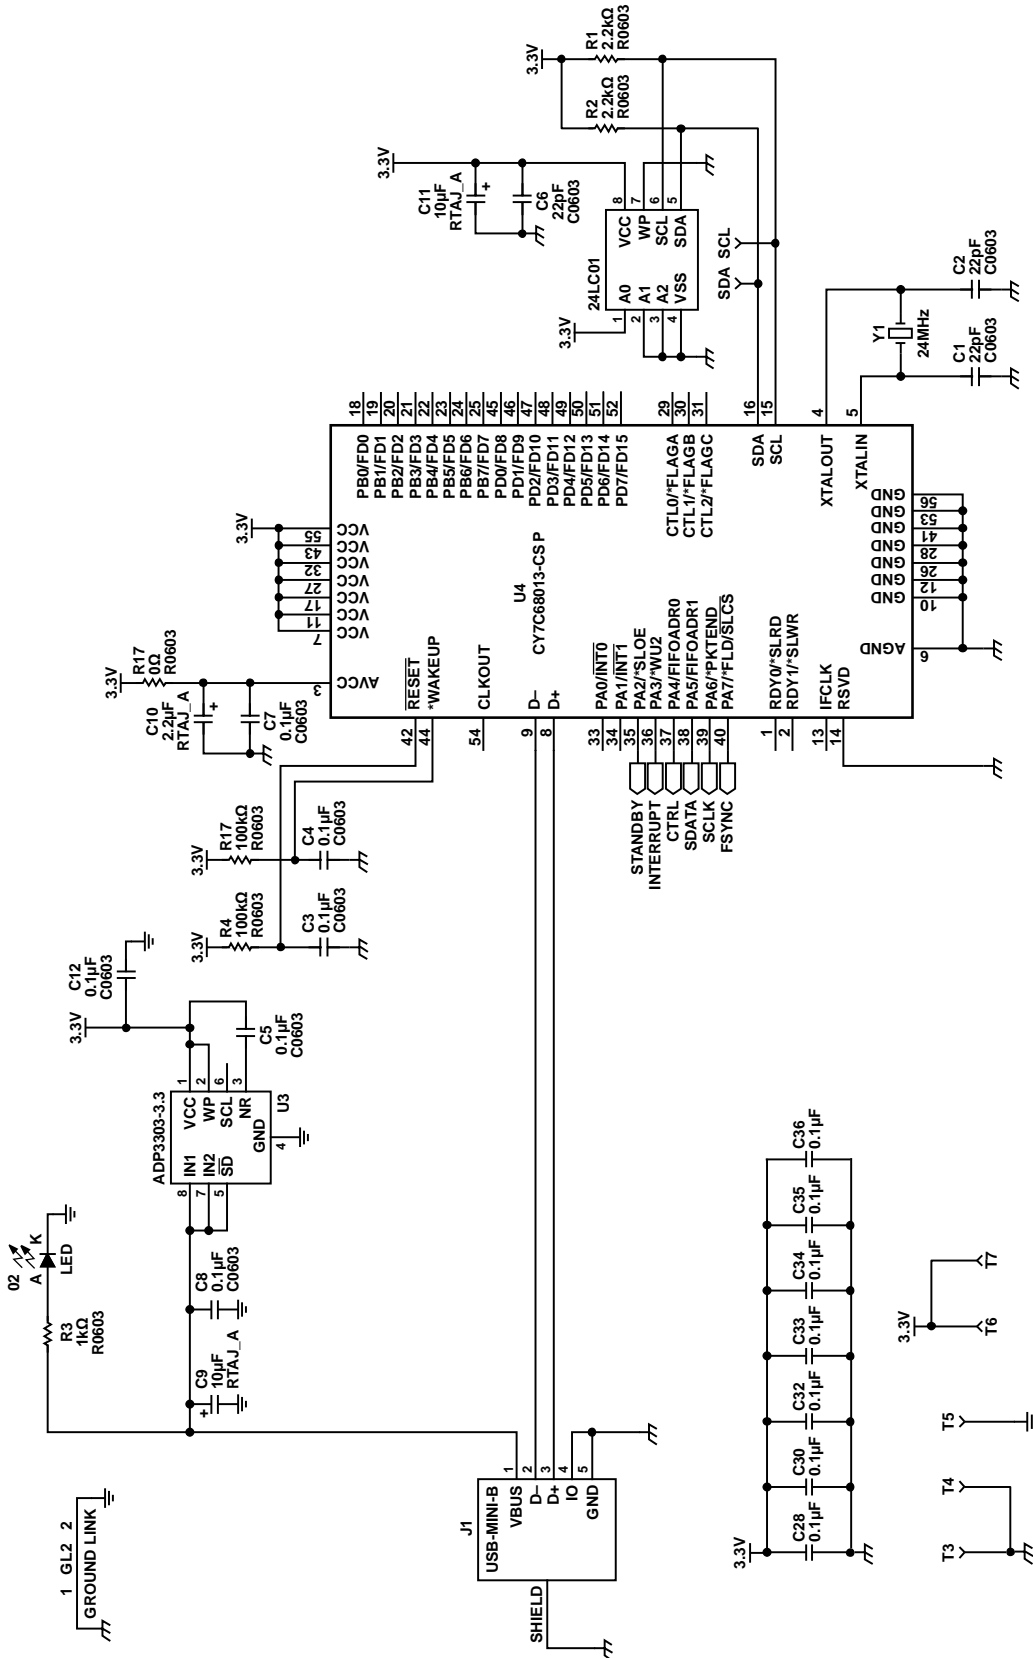 1 GL2 2
GROUND LINK
J1
USB-MINI-B
SHIELD
VBUS 1
D– 2
D+ 3
IO 4
GND 5
R3
1kΩ
R0603
02
A K
LED
C9
10µF
RTAJ_A
+
C8
0.1µF
C0603
ADP3303-3.3
8 IN1
7 IN2
5 SD
VCC 1
WP 2
SCL 6
NR 3
GND
4
U3
C5
0.1µF
C0603
3.3V
C12
0.1µF
C0603
3.3V
R4
100kΩ
R0603
C3
0.1µF
C0603
3.3V
R17
100kΩ
R0603
C4
0.1µF
C0603
3.3V
R17
0Ω
R0603
C10
2.2µF
RTAJ_A
+
C7
0.1µF
C0603
3.3V
U4
CY7C68013-CSP
3 AVCC
7 VCC
11 VCC
17 VCC
27 VCC
32 VCC
43 VCC
55 VCC
42 RESET
44 *WAKEUP
54 CLKOUT
9 D–
8 D+
33 PA0/INT0
34 PA1/INT1
35 PA2/*SLOE
36 PA3/*WU2
37 PA4/FIFOADR0
38 PA5/FIFOADR1
39 PA6/*PKTEND
40 PA7/*FLD/SLCS
1 RDY0/*SLRD
2 RDY1/*SLWR
13 IFCLK
14 RSVD
STANDBY
INTERRUPT
CTRL
SDATA
SCLK
FSYNC
PB0/FD0 18
PB1/FD1 19
PB2/FD2 20
PB3/FD3 21
PB4/FD4 22
PB5/FD5 23
PB6/FD6 24
PB7/FD7 25
PD0/FD8 45
PD1/FD9 46
PD2/FD10 47
PD3/FD11 48
PD4/FD12 49
PD5/FD13 50
PD6/FD14 51
PD7/FD15 52
CTL0/*FLAGA 29
CTL1/*FLAGB 30
CTL2/*FLAGC 31
SDA 16
SCL 15
XTALOUT 4
XTALIN 5
AGND 6
GND 10
GND 12
GND 26
GND 28
GND 41
GND 53
GND 56
3.3V
24LC01
1 A0
2 A1
3 A2
4 VSS
VCC 8
WP 7
SCL 6
SDA 5
SDA SCL
3.3V
C11
10µF
RTAJ_A
+
C6
22pF
C0603
3.3V
R2
2.2kΩ
R0603
R1
2.2kΩ
R0603
Y1
24MHz
C1
22pF
C0603
C2
22pF
C0603
3.3V
C28
0.1µF
C30
0.1µF
C32
0.1µF
C33
0.1µF
C34
0.1µF
C35
0.1µF
C36
0.1µF
T3
T4
T5
3.3V
T6
T7